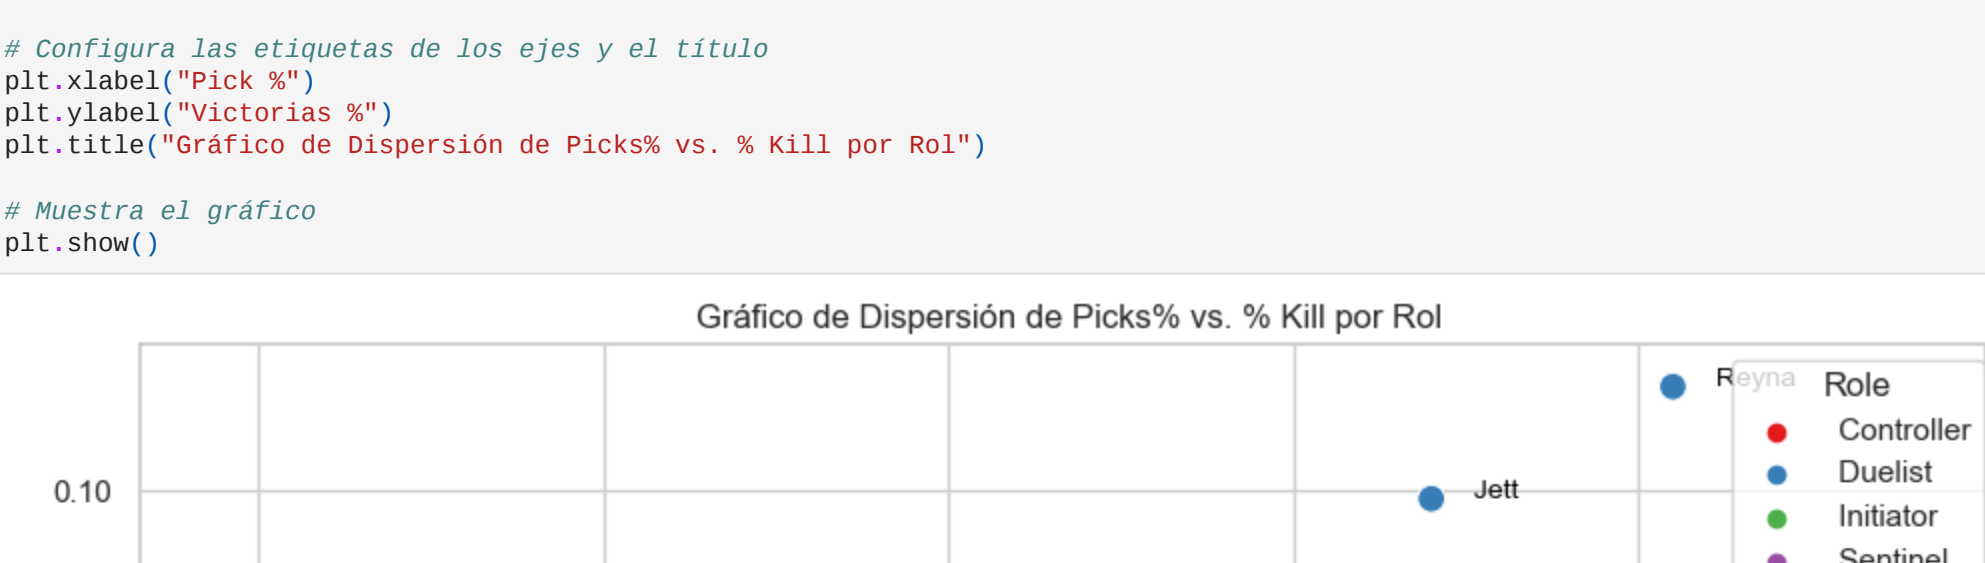 # Configura las etiquetas de los ejes y el título
plt.xlabel("Pick %")
plt.ylabel("Victorias %")
plt.title("Gráfico de Dispersión de Picks% vs. % Kill por Rol")
# Muestra el gráfico
plt.show()
Gráfico de Dispersión de Picks% vs. % Kill por Rol
Reyna
Role
Controller
Duelist
0.10
Jett
Initiator
Sentinel